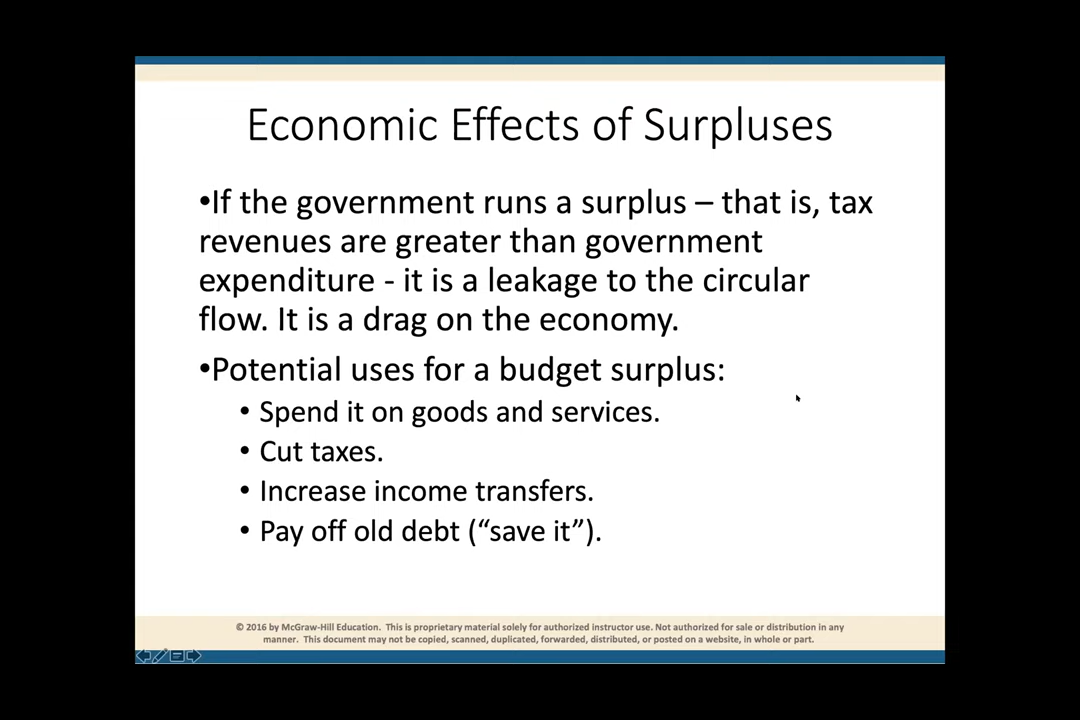 Economic Effects of Surpluses
•If the government runs a surplus – that is, tax
revenues are greater than government
expenditure - it is a leakage to the circular
flow. It is a drag on the economy.
•Potential uses for a budget surplus:
• Spend it on goods and services.
• Cut taxes.
• Increase income transfers.
• Pay off old debt (“save it”).
© 2016 by McGraw-Hill Education. This is proprietary material solely for authorized instructor use. Not authorized for sale or distribution in any
manner. This document may not be copied, scanned, duplicated, forwarded, distributed, or posted on a website, in whole or part.